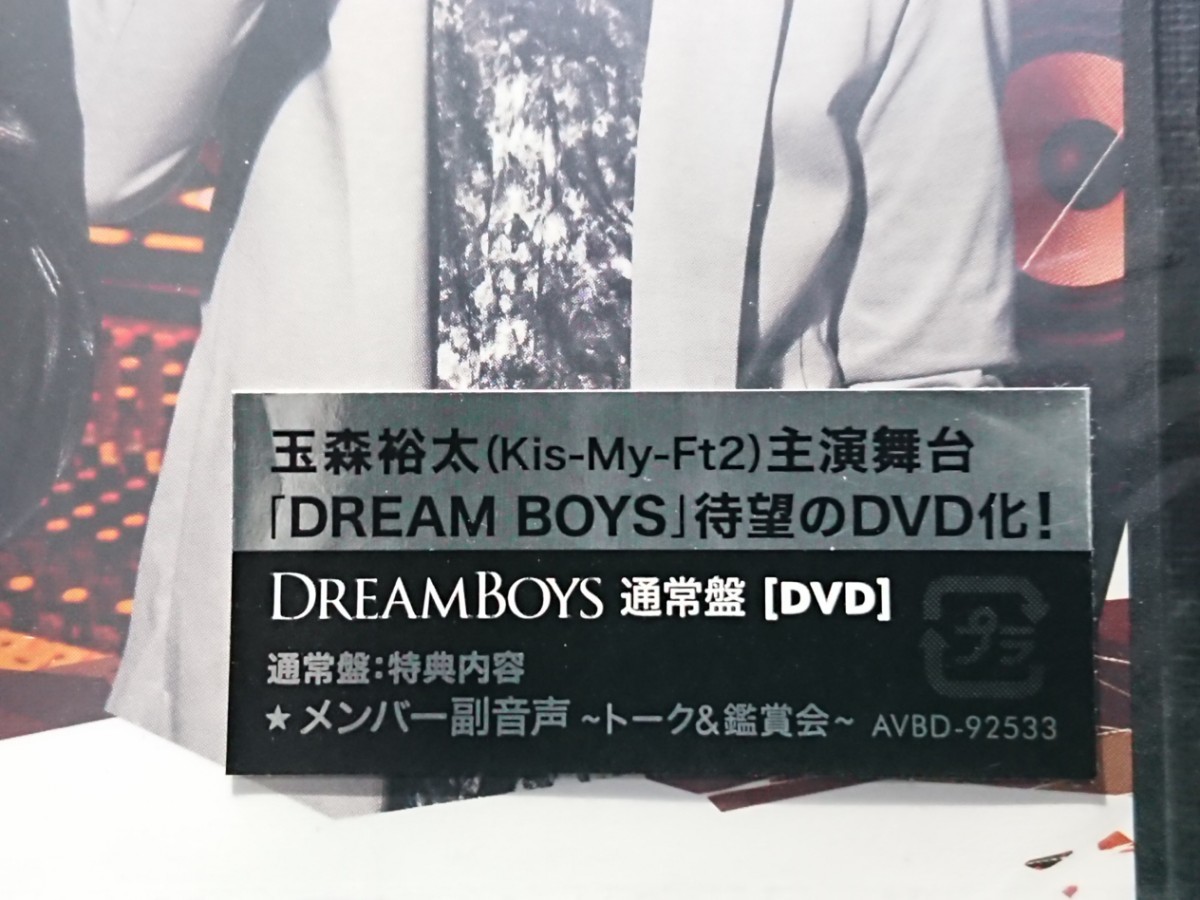 玉森裕太(Kis-My-Ft2)主演舞台
「DREAM BOYS」待望のDVD化!
DREAMBOYS 通常盤 [DVD]
プラ
通常盤:特典内容
★メンバー副音声 ~トーク&鑑賞会~ AVBD-92533